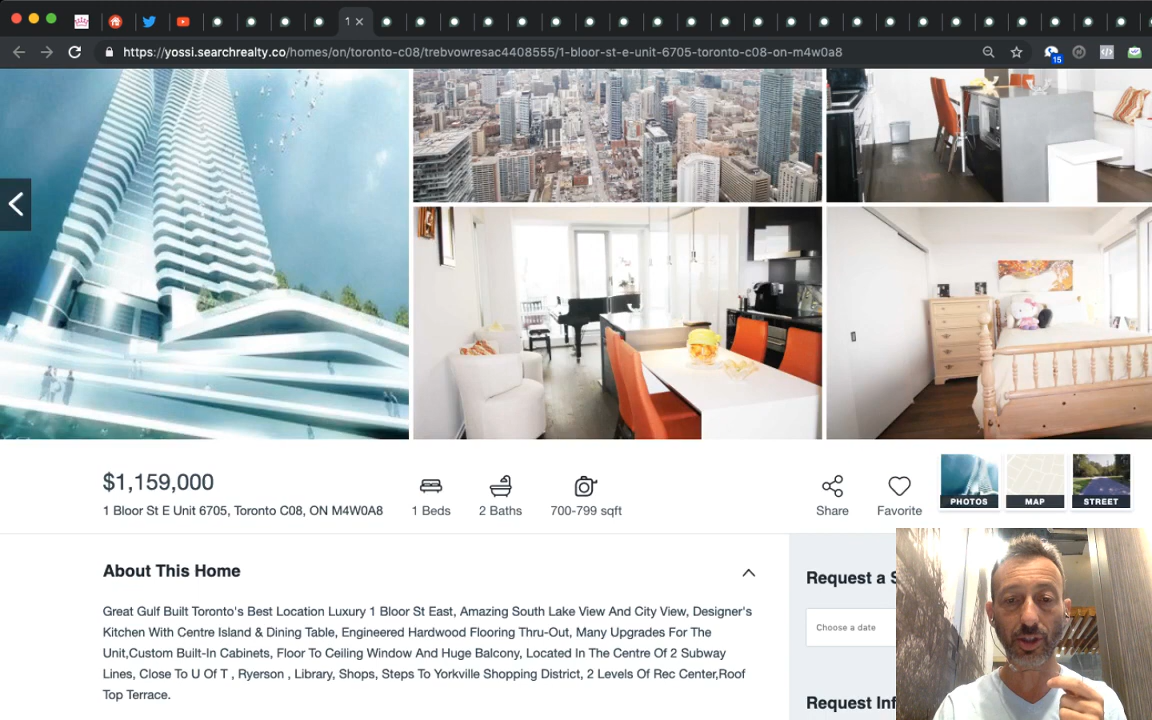 1
https://yossi.searchrealty.co/homes/on/toronto-c08/trebvowresac4408555/1-bloor-st-e-unit-6705-toronto-c08-on-m4w0a8
15
$1,159,000
1 Bloor St E Unit 6705, Toronto C08, ON M4W0A8
1 Beds
2 Baths
700-799 sqft
Share
Favorite
PHOTOS
MAP
STREET
About This Home
Great Gulf Built Toronto's Best Location Luxury 1 Bloor St East, Amazing South Lake View And City View, Designer's
Kitchen With Centre Island & Dining Table, Engineered Hardwood Flooring Thru-Out, Many Upgrades For The
Unit,Custom Built-In Cabinets, Floor To Ceiling Window And Huge Balcony, Located In The Centre Of 2 Subway
Lines, Close To U Of T , Ryerson , Library, Shops, Steps To Yorkville Shopping District, 2 Levels Of Rec Center,Roof
Top Terrace.
Request a S
Choose a date
Request Inf